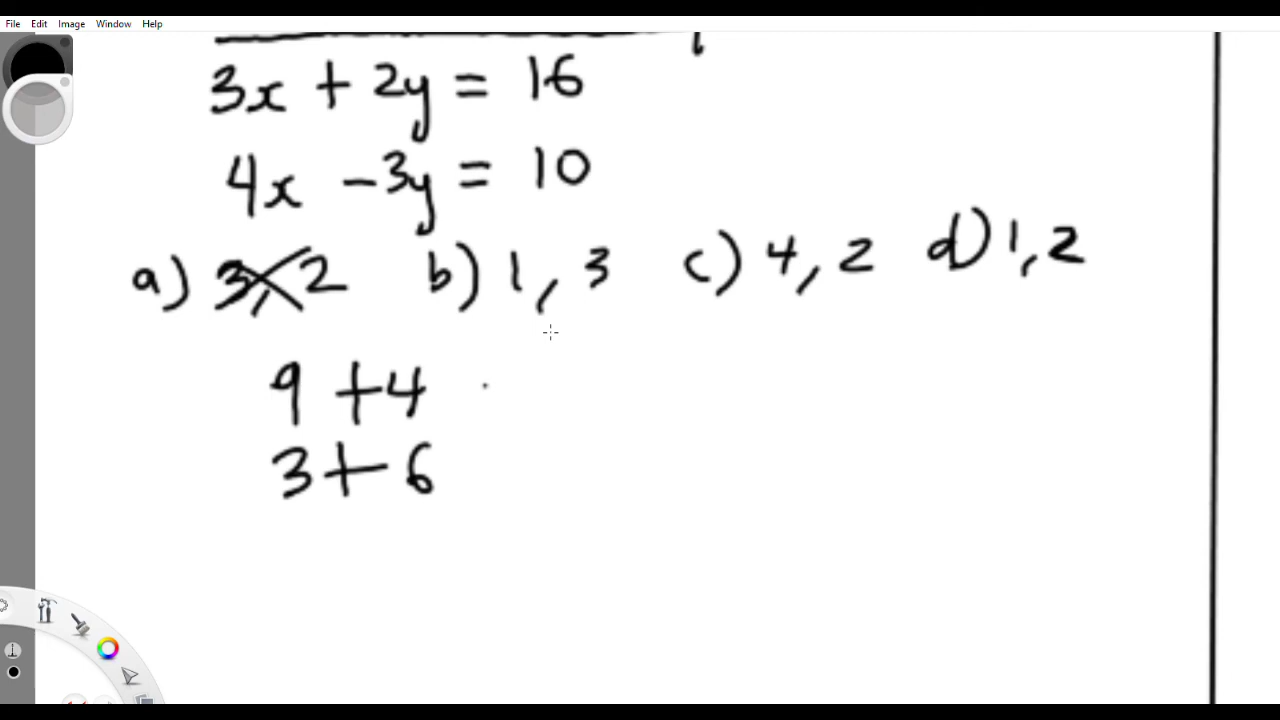 File Edit Image Window Help
3x + 2y = 16
4x - 3y = 10
a) 3, 2 b) 1, 3 c) 4, 2 d) 1, 2
9 + 4
3 + 6